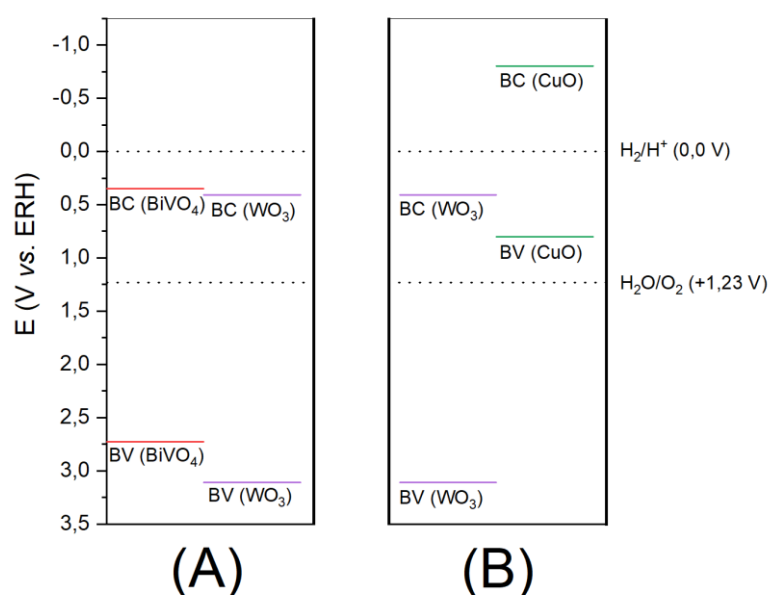 E (V vs. ERH)
-1,0
-0,5
0,0
0,5
1,0
1,5
2,0
2,5
3,0
3,5
BC (BiVO₄)
BC (WO₃)
BV (BiVO₄)
BV (WO₃)
(A)
BC (CuO)
BC (WO₃)
BV (CuO)
BV (WO₃)
(B)
H₂/H⁺ (0,0 V)
H₂O/O₂ (+1,23 V)